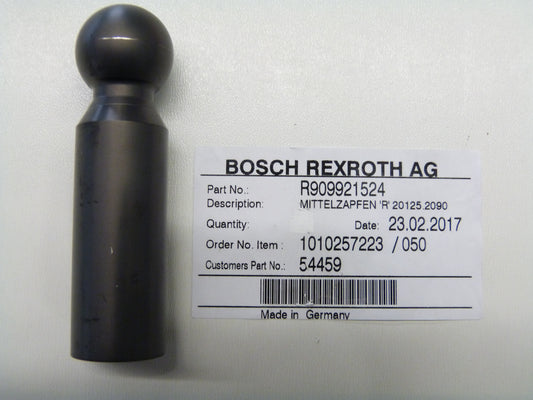 BOSCH REXROTH AG
Part No.: R909921524
Description: MITTELZAPFEN 'R' 20125.2090
Quantity: Date: 23.02.2017
Order No. Item : 1010257223 / 050
Customers Part No.: 54459
Made in Germany